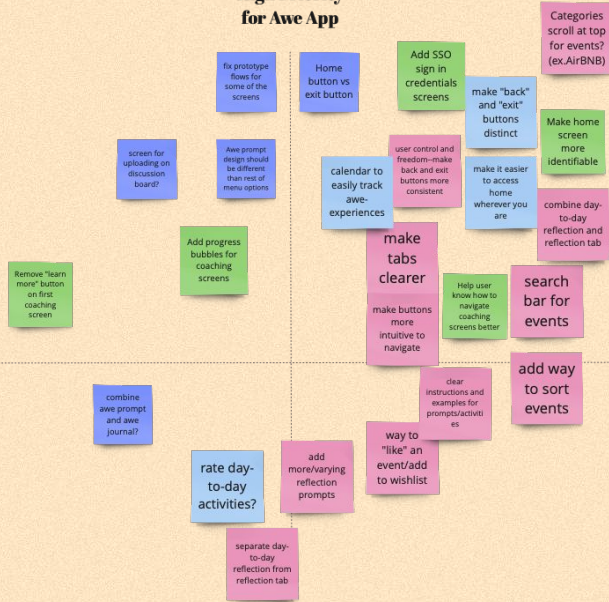 for Awe App
Categories
scroll at top
for events?
(ex.AirBNB)
fix prototype
flows for
some of the
screens
Home
button vs
exit button
Add SSO
sign in
credentials
screens
make "back"
and "exit"
buttons
distinct
Make home
screen
more
identifiable
screen for
uploading on
discussion
board?
Awe prompt
design should
be different
than rest of
menu options
calendar to
easily track
awe-
experiences
user control and
freedom--make
back and exit
buttons more
consistent
make it easier
to access
home
wherever you
are
combine day-
to-day
reflection and
reflection tab
Add progress
bubbles for
coaching
screens
make
tabs
clearer
Remove "learn
more" button
on first
coaching
screen
make buttons
more
intuitive to
navigate
Help user
know how to
navigate
coaching
screens better
search
bar for
events
combine
awe prompt
and awe
journal?
clear
instructions and
examples for
prompts/activiti
es
add way
to sort
events
rate day-
to-day
activities?
add
more/varying
reflection
prompts
way to
"like" an
event/add
to wishlist
separate day-
to-day
reflection from
reflection tab